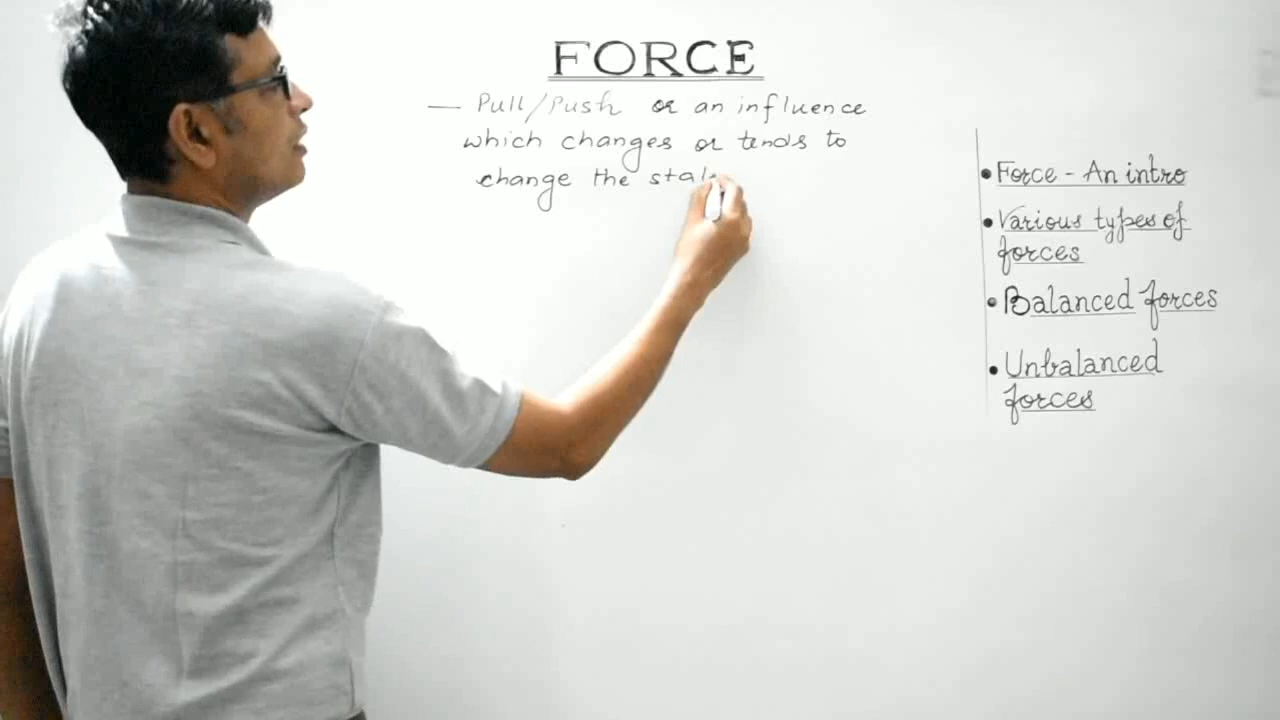 FORCE
— Pull/Push or an influence
which changes or tends to
change the stat
• Force - An intro
• Various types of
forces
• Balanced forces
• Unbalanced
forces